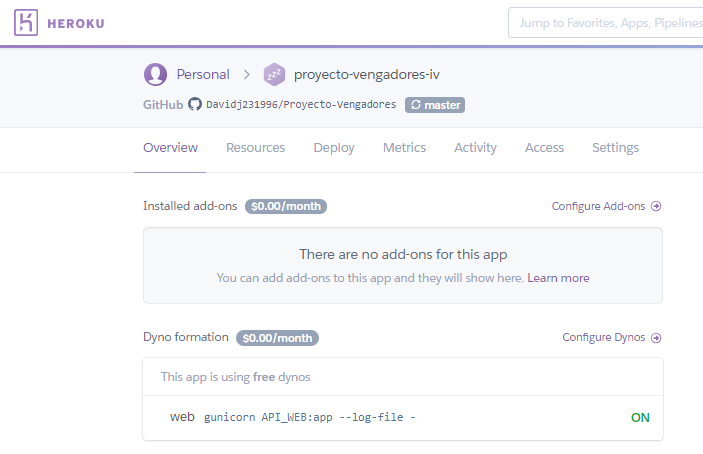 HEROKU
Jump to Favorites, Apps, Pipelines
Personal > zzz proyecto-vengadores-iv
GitHub Davidj231996/Proyecto-Vengadores master
Overview Resources Deploy Metrics Activity Access Settings
Installed add-ons $0.00/month Configure Add-ons
There are no add-ons for this app
You can add add-ons to this app and they will show here. Learn more
Dyno formation $0.00/month Configure Dynos
This app is using free dynos
web gunicorn API_WEB:app --log-file - ON